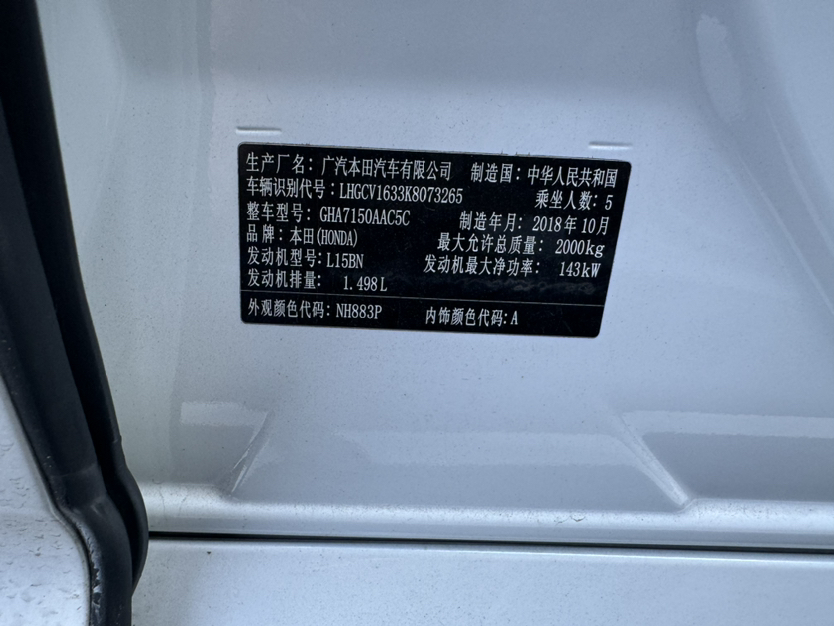 生产厂名：广汽本田汽车有限公司 制造国：中华人民共和国
车辆识别代号：LHGCV1633K8073265 乘坐人数：5
整车型号：GHA7150AAC5C 制造年月：2018年10月
品牌：本田(HONDA) 最大允许总质量：2000kg
发动机型号：L15BN 发动机最大净功率：143kW
发动机排量：1.498L
外观颜色代码：NH883P 内饰颜色代码：A